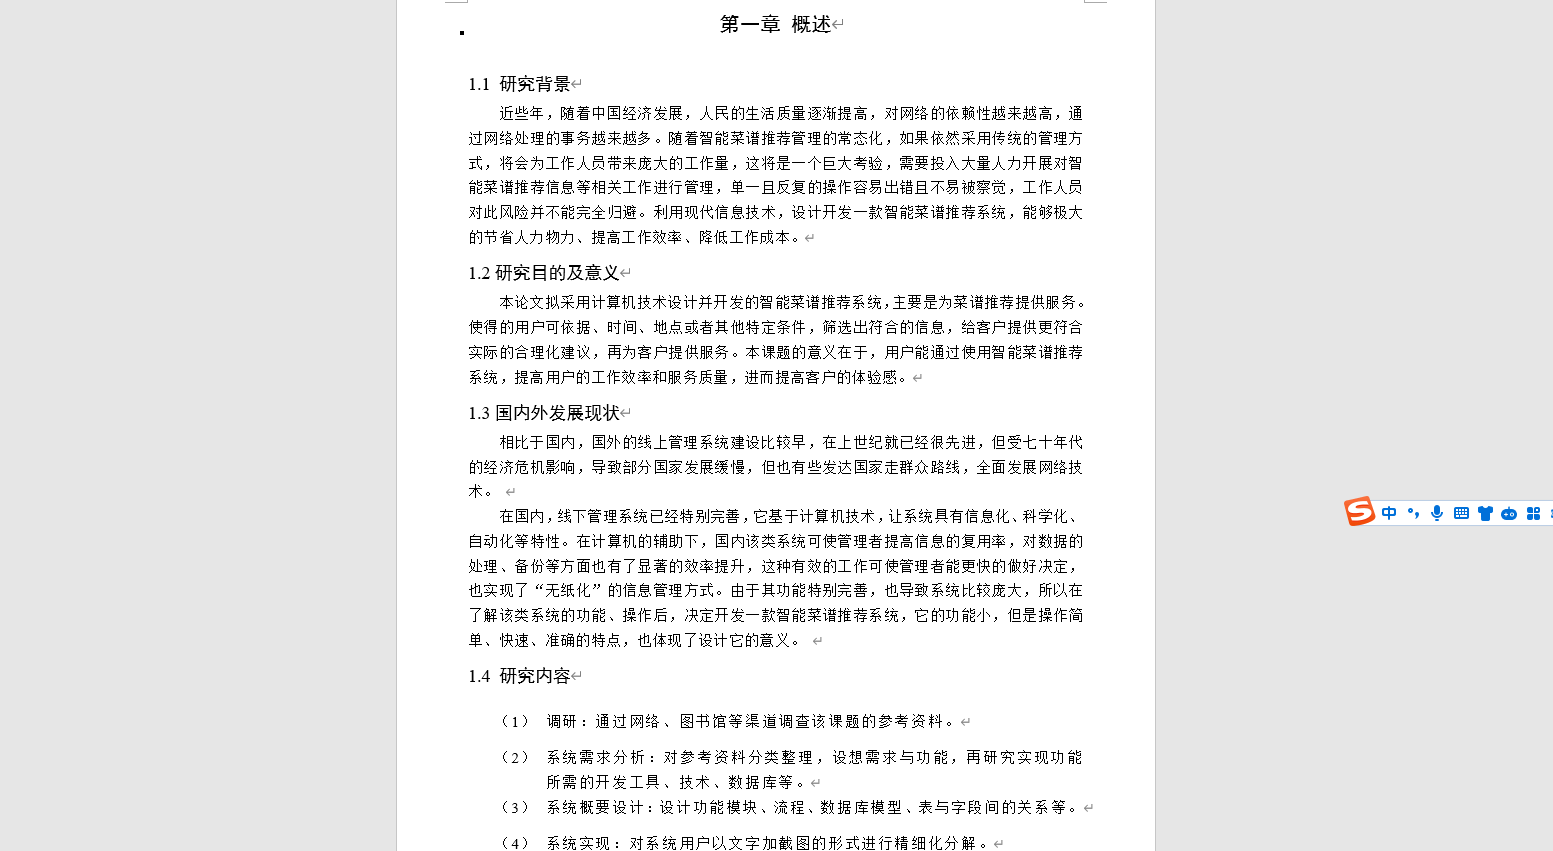 第一章 概述
1.1 研究背景
近些年，随着中国经济发展，人民的生活质量逐渐提高，对网络的依赖性越来越高，通
过网络处理的事务越来越多。随着智能菜谱推荐管理的常态化，如果依然采用传统的管理方
式，将会为工作人员带来庞大的工作量，这将是一个巨大考验，需要投入大量人力开展对智
能菜谱推荐信息等相关工作进行管理，单一且反复的操作容易出错且不易被察觉，工作人员
对此风险并不能完全归避。利用现代信息技术，设计开发一款智能菜谱推荐系统，能够极大
的节省人力物力、提高工作效率、降低工作成本。
1.2 研究目的及意义
本论文拟采用计算机技术设计并开发的智能菜谱推荐系统，主要是为菜谱推荐提供服务。
使得的用户可依据、时间、地点或者其他特定条件，筛选出符合的信息，给客户提供更符合
实际的合理化建议，再为客户提供服务。本课题的意义在于，用户能通过使用智能菜谱推荐
系统，提高用户的工作效率和服务质量，进而提高客户的体验感。
1.3 国内外发展现状
相比于国内，国外的线上管理系统建设比较早，在上世纪就已经很先进，但受七十年代
的经济危机影响，导致部分国家发展缓慢，但也有些发达国家走群众路线，全面发展网络技
术。
在国内，线下管理系统已经特别完善，它基于计算机技术，让系统具有信息化、科学化、
自动化等特性。在计算机的辅助下，国内该类系统可使管理者提高信息的复用率，对数据的
处理、备份等方面也有了显著的效率提升，这种有效的工作可使管理者能更快的做好决定，
也实现了“无纸化”的信息管理方式。由于其功能特别完善，也导致系统比较庞大，所以在
了解该类系统的功能、操作后，决定开发一款智能菜谱推荐系统，它的功能小，但是操作简
单、快速、准确的特点，也体现了设计它的意义。
1.4 研究内容
（1） 调研：通过网络、图书馆等渠道调查该课题的参考资料。
（2） 系统需求分析：对参考资料分类整理，设想需求与功能，再研究实现功能
所需的开发工具、技术、数据库等。
（3） 系统概要设计：设计功能模块、流程、数据库模型、表与字段间的关系等。
（4） 系统实现：对系统用户以文字加截图的形式进行精细化分解。
中